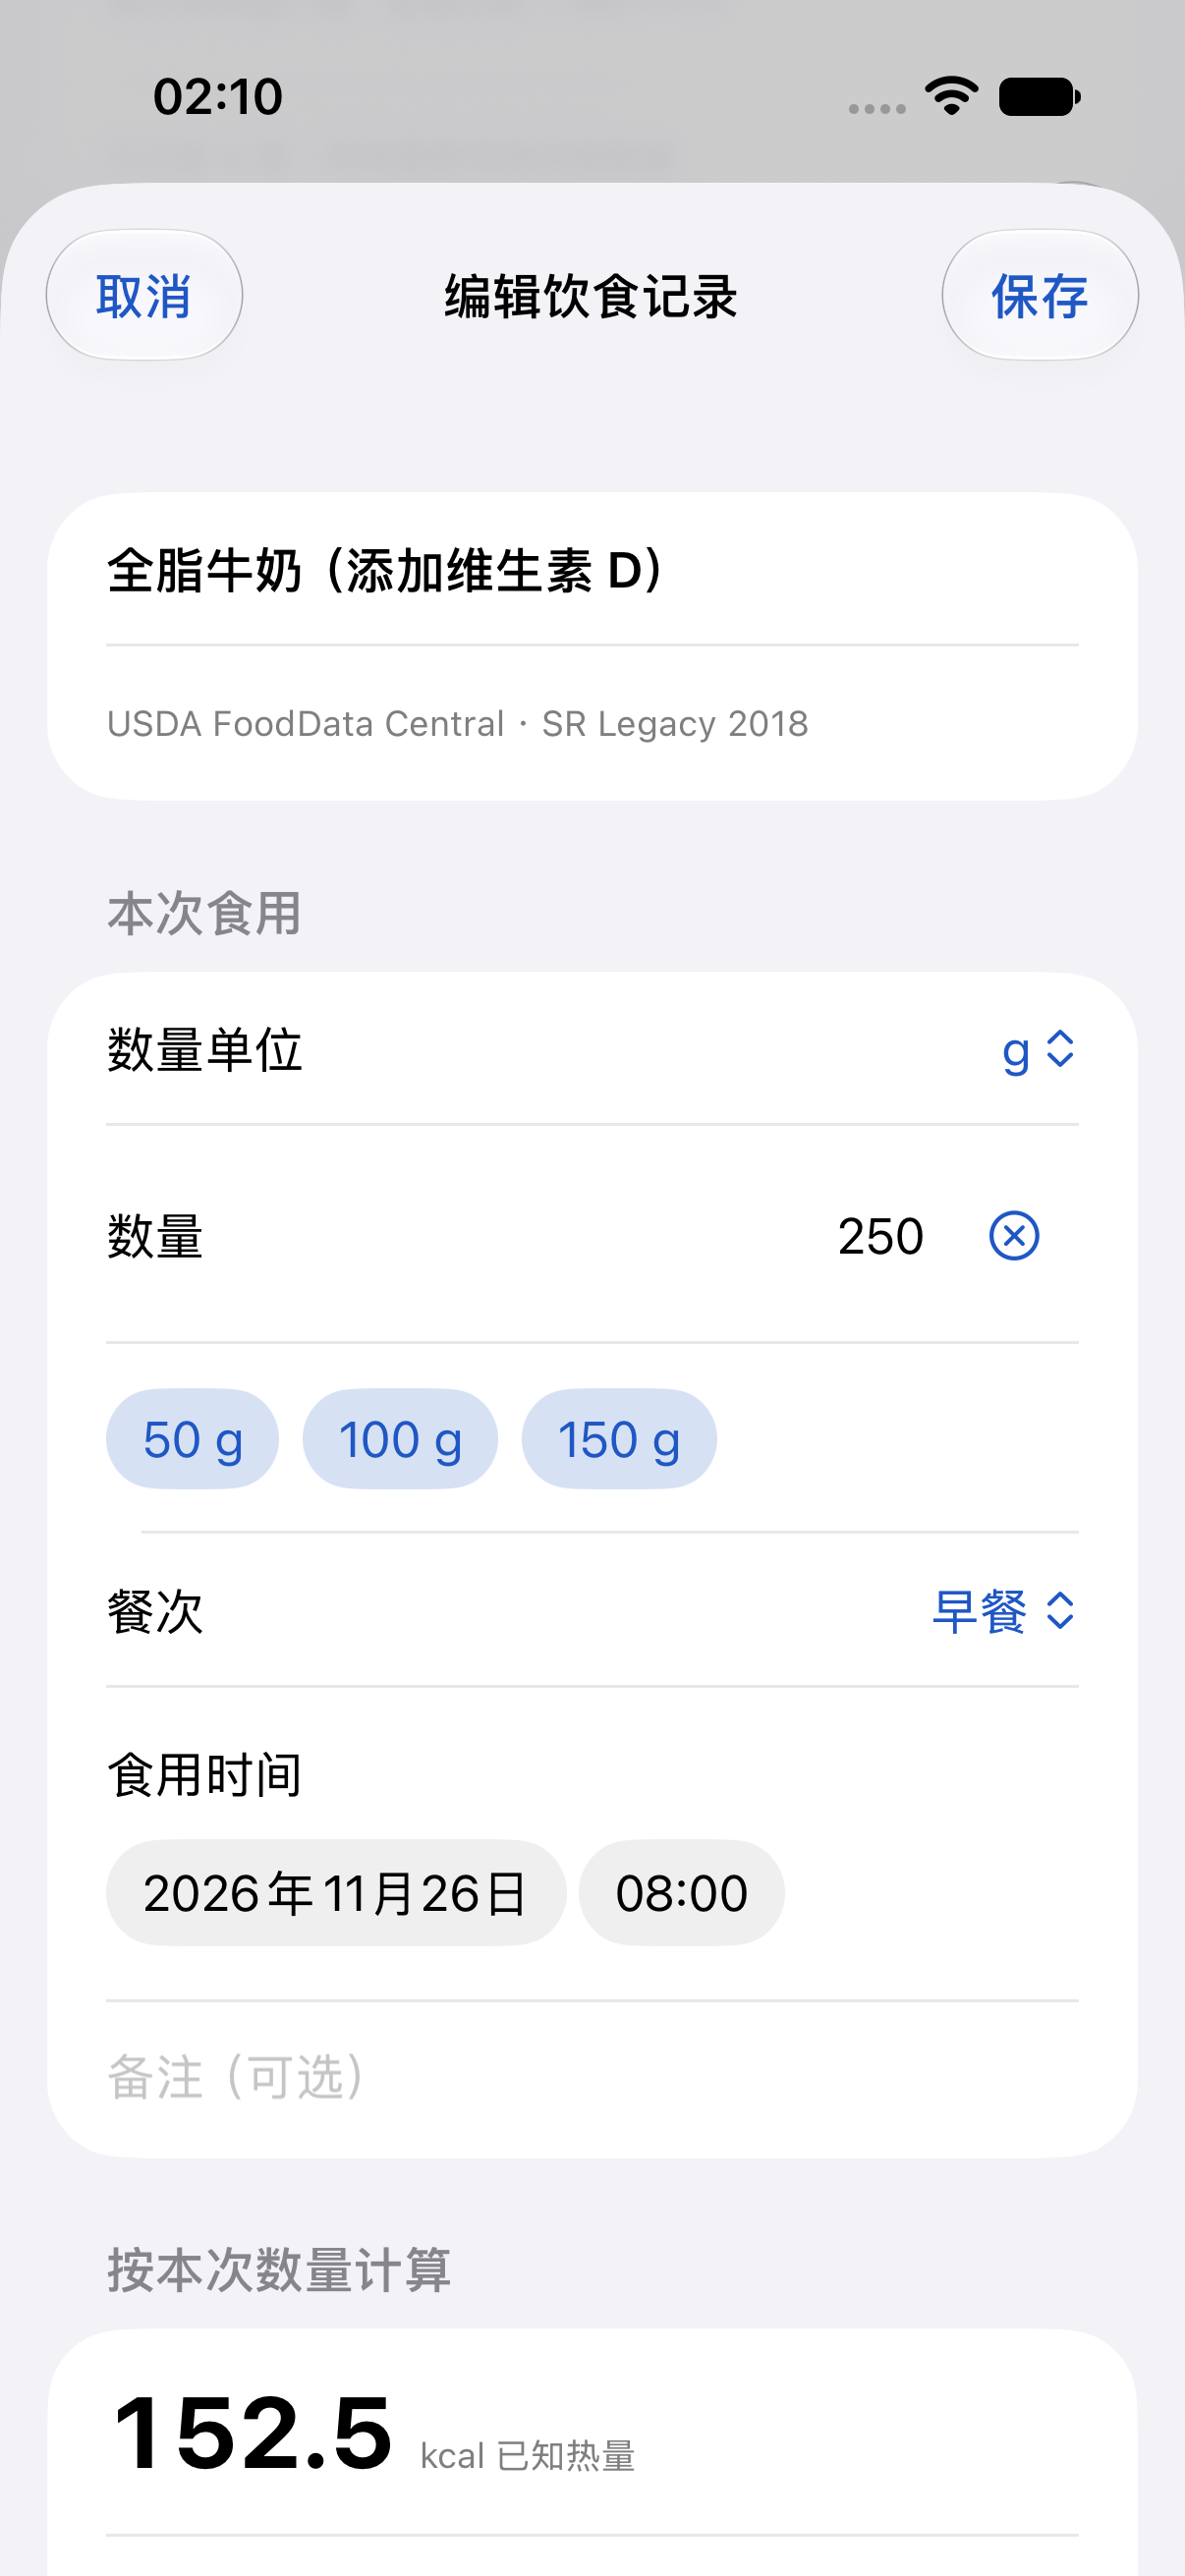 02:10
取消
编辑饮食记录
保存
全脂牛奶（添加维生素 D）
USDA FoodData Central · SR Legacy 2018
本次食用
数量单位
g
数量
250
50 g
100 g
150 g
餐次
早餐
食用时间
2026年11月26日
08:00
备注（可选）
按本次数量计算
152.5 kcal 已知热量